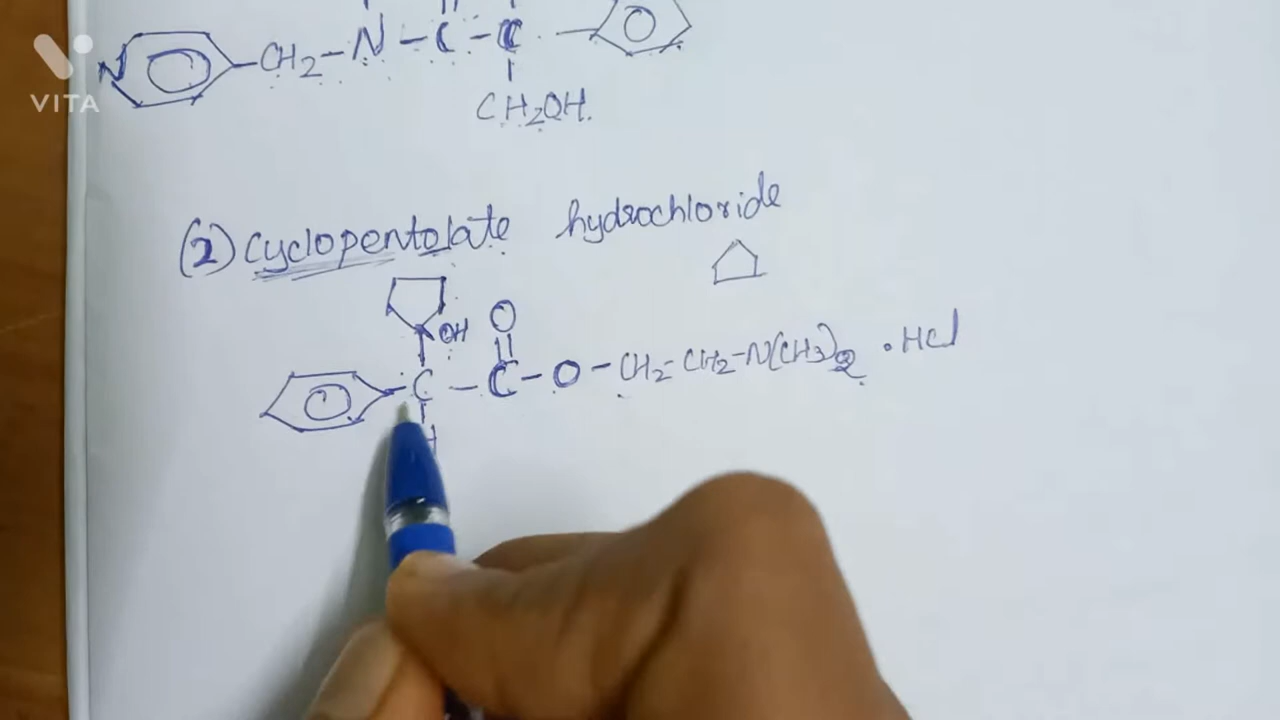 N CH2-N-C-C
CH2OH.
VITA
(2) Cyclopentolate hydrochloride
OH O
C-C-O-CH2-CH2-N(CH3)2 .HCl
H